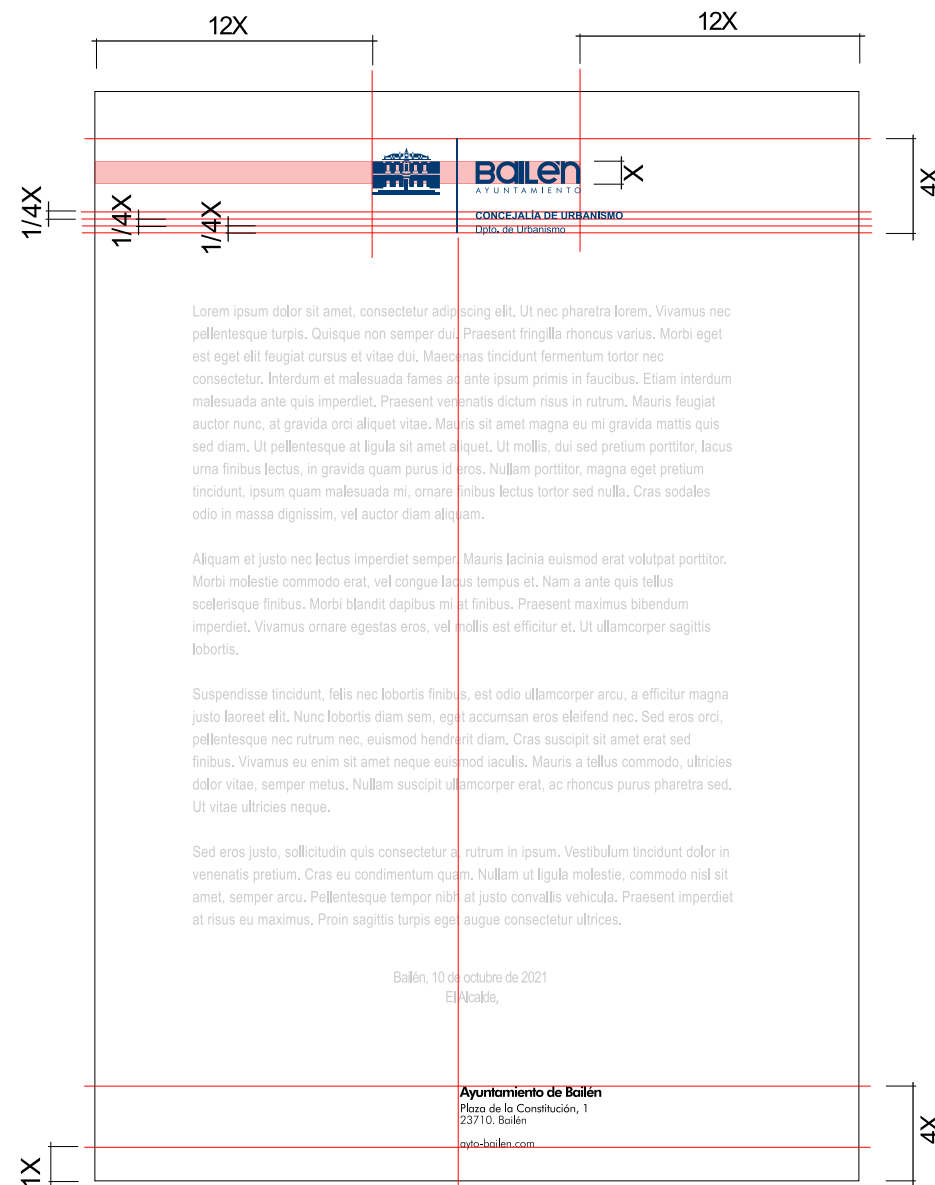 12X
12X
BaiLén
AYUNTAMIENTO
X
4X
1/4X
1/4X
1/4X
CONCEJALÍA DE URBANISMO
Dpto. de Urbanismo
Lorem ipsum dolor sit amet, consectetur adipiscing elit. Ut nec pharetra lorem. Vivamus nec
pellentesque turpis. Quisque non semper dui. Praesent fringilla rhoncus varius. Morbi eget
est eget elit feugiat cursus et vitae dui. Maecenas tincidunt fermentum tortor nec
consectetur. Interdum et malesuada fames ac ante ipsum primis in faucibus. Etiam interdum
malesuada ante quis imperdiet. Praesent venenatis dictum risus in rutrum. Mauris feugiat
auctor nunc, at gravida orci aliquet vitae. Mauris sit amet magna eu mi gravida mattis quis
sed diam. Ut pellentesque at ligula sit amet aliquet. Ut mollis, dui sed pretium porttitor, lacus
urna finibus lectus, in gravida quam purus id eros. Nullam porttitor, magna eget pretium
tincidunt, ipsum quam malesuada mi, ornare finibus lectus tortor sed nulla. Cras sodales
odio in massa dignissim, vel auctor diam aliquam.
Aliquam et justo nec lectus imperdiet semper. Mauris lacinia euismod erat volutpat porttitor.
Morbi molestie commodo erat, vel congue lacus tempus et. Nam a ante quis tellus
scelerisque finibus. Morbi blandit dapibus mi at finibus. Praesent maximus bibendum
imperdiet. Vivamus ornare egestas eros, vel mollis est efficitur et. Ut ullamcorper sagittis
lobortis.
Suspendisse tincidunt, felis nec lobortis finibus, est odio ullamcorper arcu, a efficitur magna
justo laoreet elit. Nunc lobortis diam sem, eget accumsan eros eleifend nec. Sed eros orci,
pellentesque nec rutrum nec, euismod hendrerit diam. Cras suscipit sit amet erat sed
finibus. Vivamus eu enim sit amet neque euismod iaculis. Mauris a tellus commodo, ultricies
dolor vitae, semper metus. Nullam suscipit ullamcorper erat, ac rhoncus purus pharetra sed.
Ut vitae ultricies neque.
Sed eros justo, sollicitudin quis consectetur a, rutrum in ipsum. Vestibulum tincidunt dolor in
venenatis pretium. Cras eu condimentum quam. Nullam ut ligula molestie, commodo nisl sit
amet, semper arcu. Pellentesque tempor nibh at justo convallis vehicula. Praesent imperdiet
at risus eu maximus. Proin sagittis turpis eget augue consectetur ultrices.
Bailén, 10 de octubre de 2021
El Alcalde,
Ayuntamiento de Bailén
Plaza de la Constitución, 1
23710. Bailén
ayto-bailen.com
4X
1X